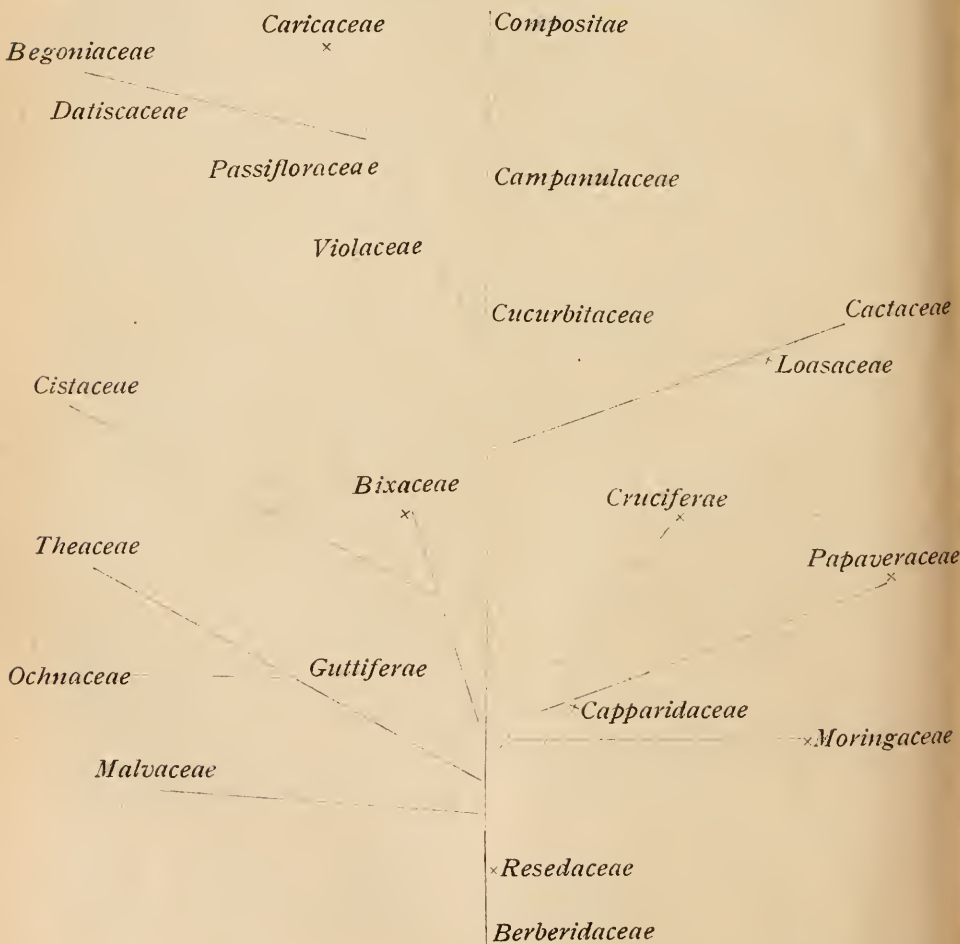 Caricaceae
Compositae
Begoniaceae
Datiscaceae
Passifloraceae
Campanulaceae
Violaceae
Cucurbitaceae
Cactaceae
Loasaceae
Cistaceae
Bixaceae
Cruciferae
Theaceae
Papaveraceae
Ochnaceae
Guttiferae
Capparidaceae
Moringaceae
Malvaceae
Resedaceae
Berberidaceae